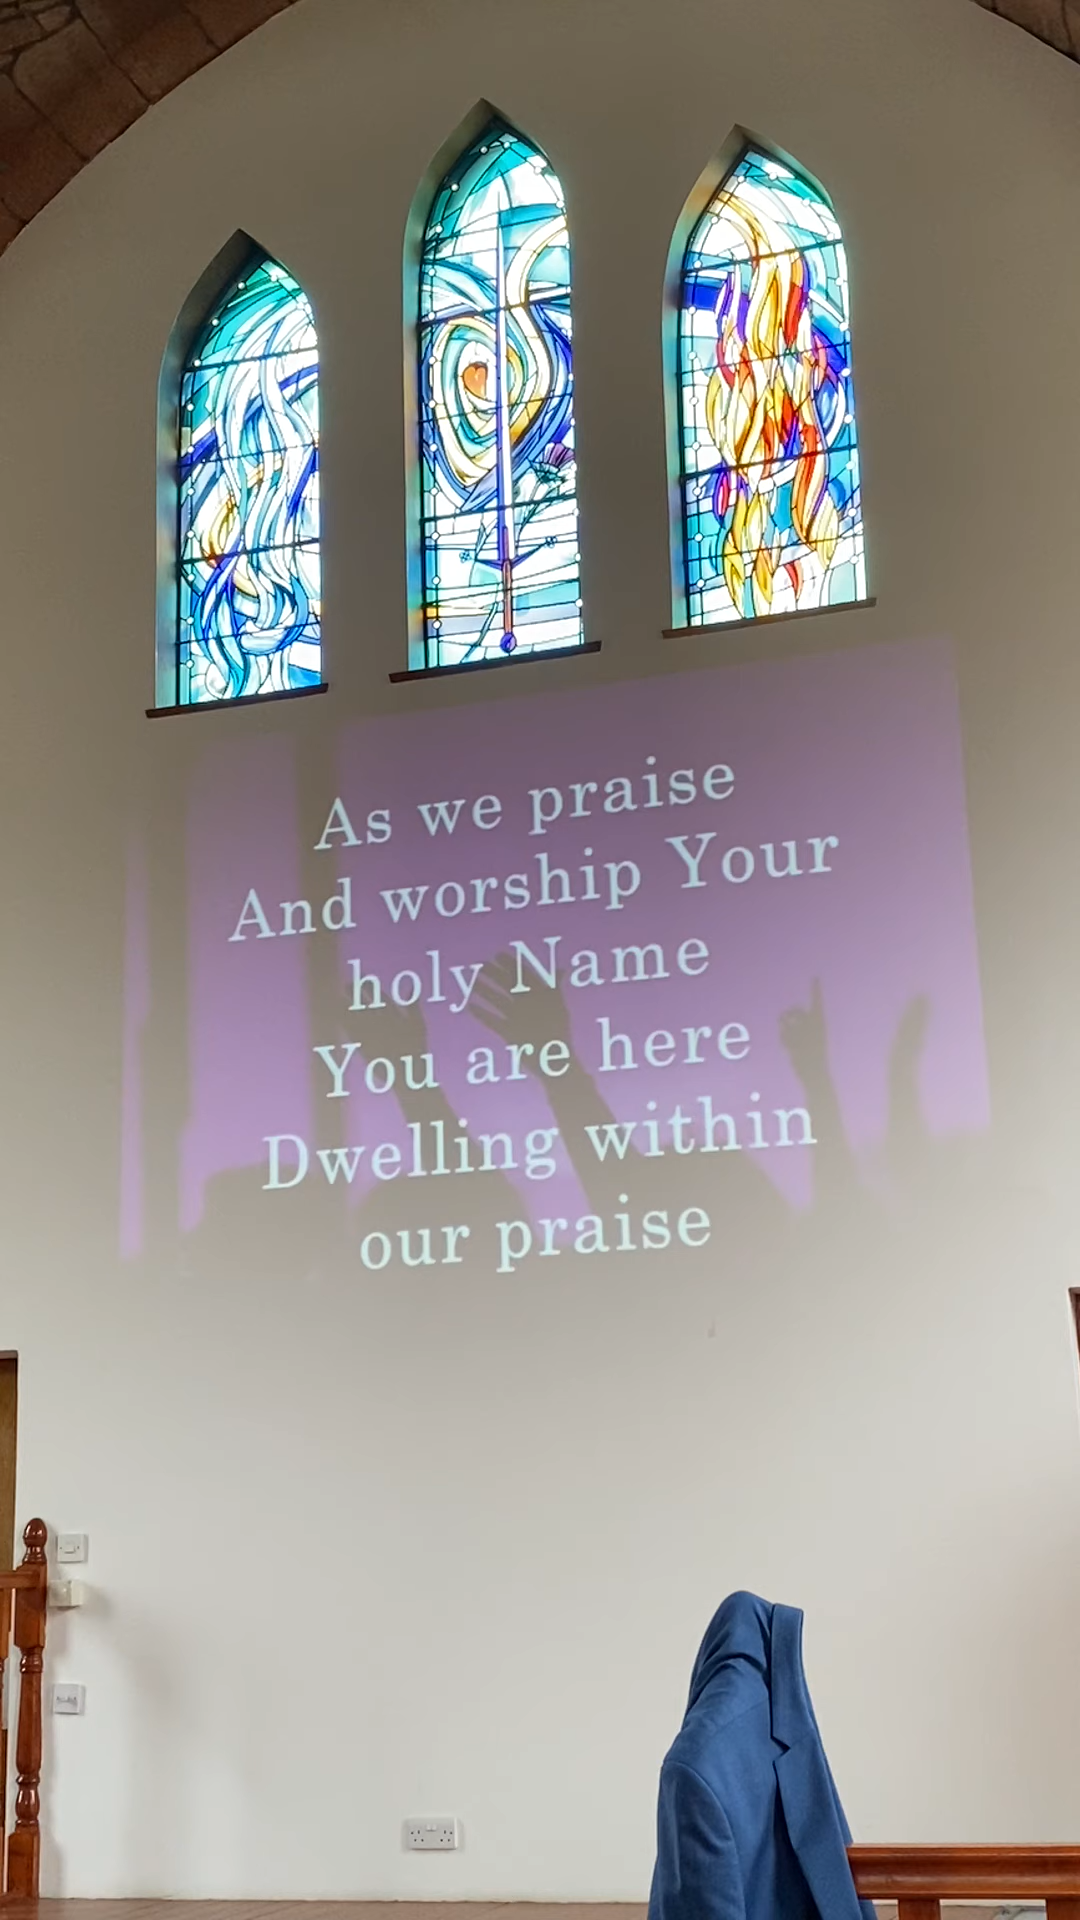 As we praise
And worship Your
holy Name
You are here
Dwelling within
our praise